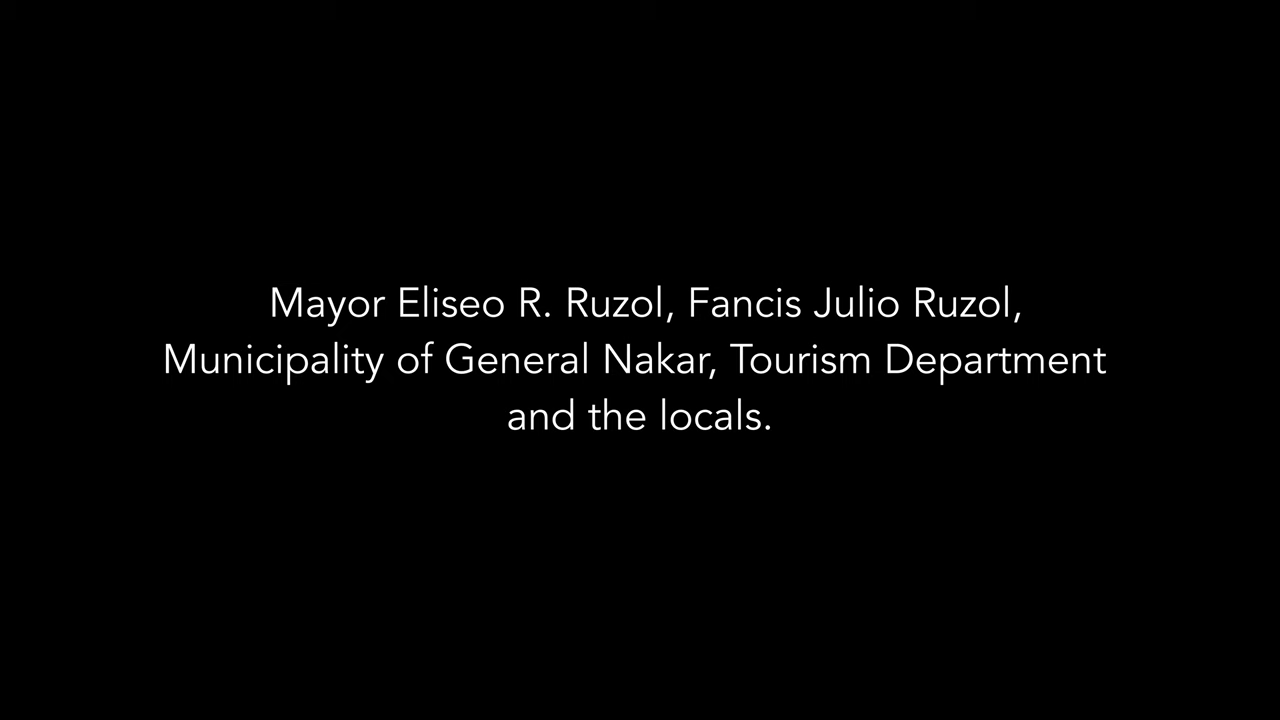 Mayor Eliseo R. Ruzol, Fancis Julio Ruzol,
Municipality of General Nakar, Tourism Department
and the locals.